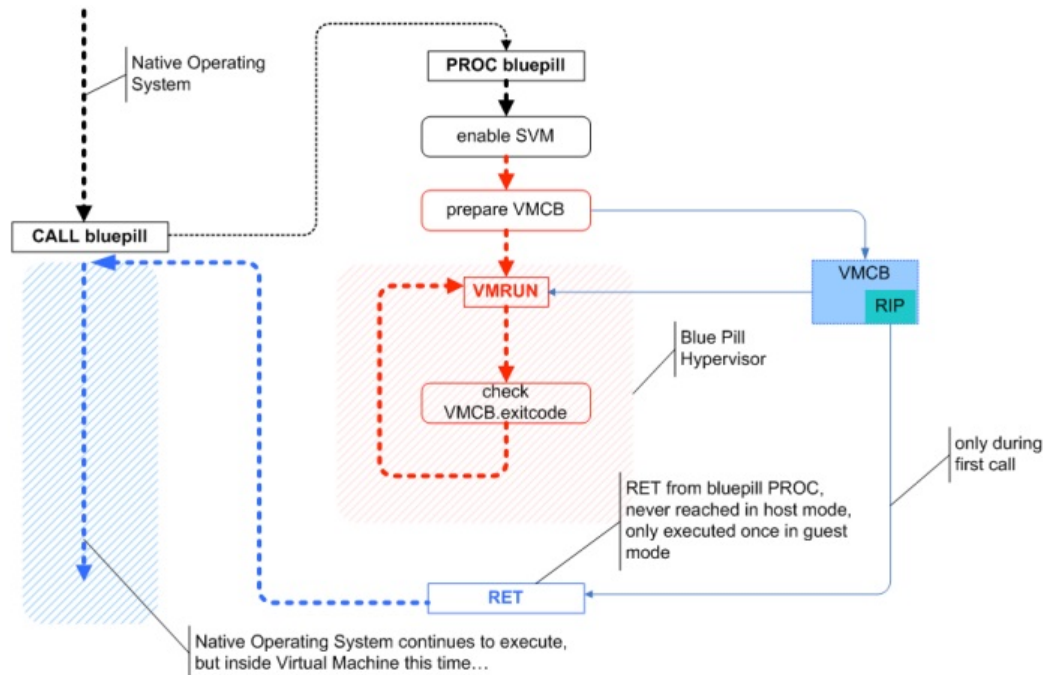 Native Operating
System
PROC bluepill
enable SVM
prepare VMCB
CALL bluepill
VMCB
RIP
VMRUN
Blue Pill
Hypervisor
check
VMCB.exitcode
only during
first call
RET from bluepill PROC,
never reached in host mode,
only executed once in guest
mode
RET
Native Operating System continues to execute,
but inside Virtual Machine this time…